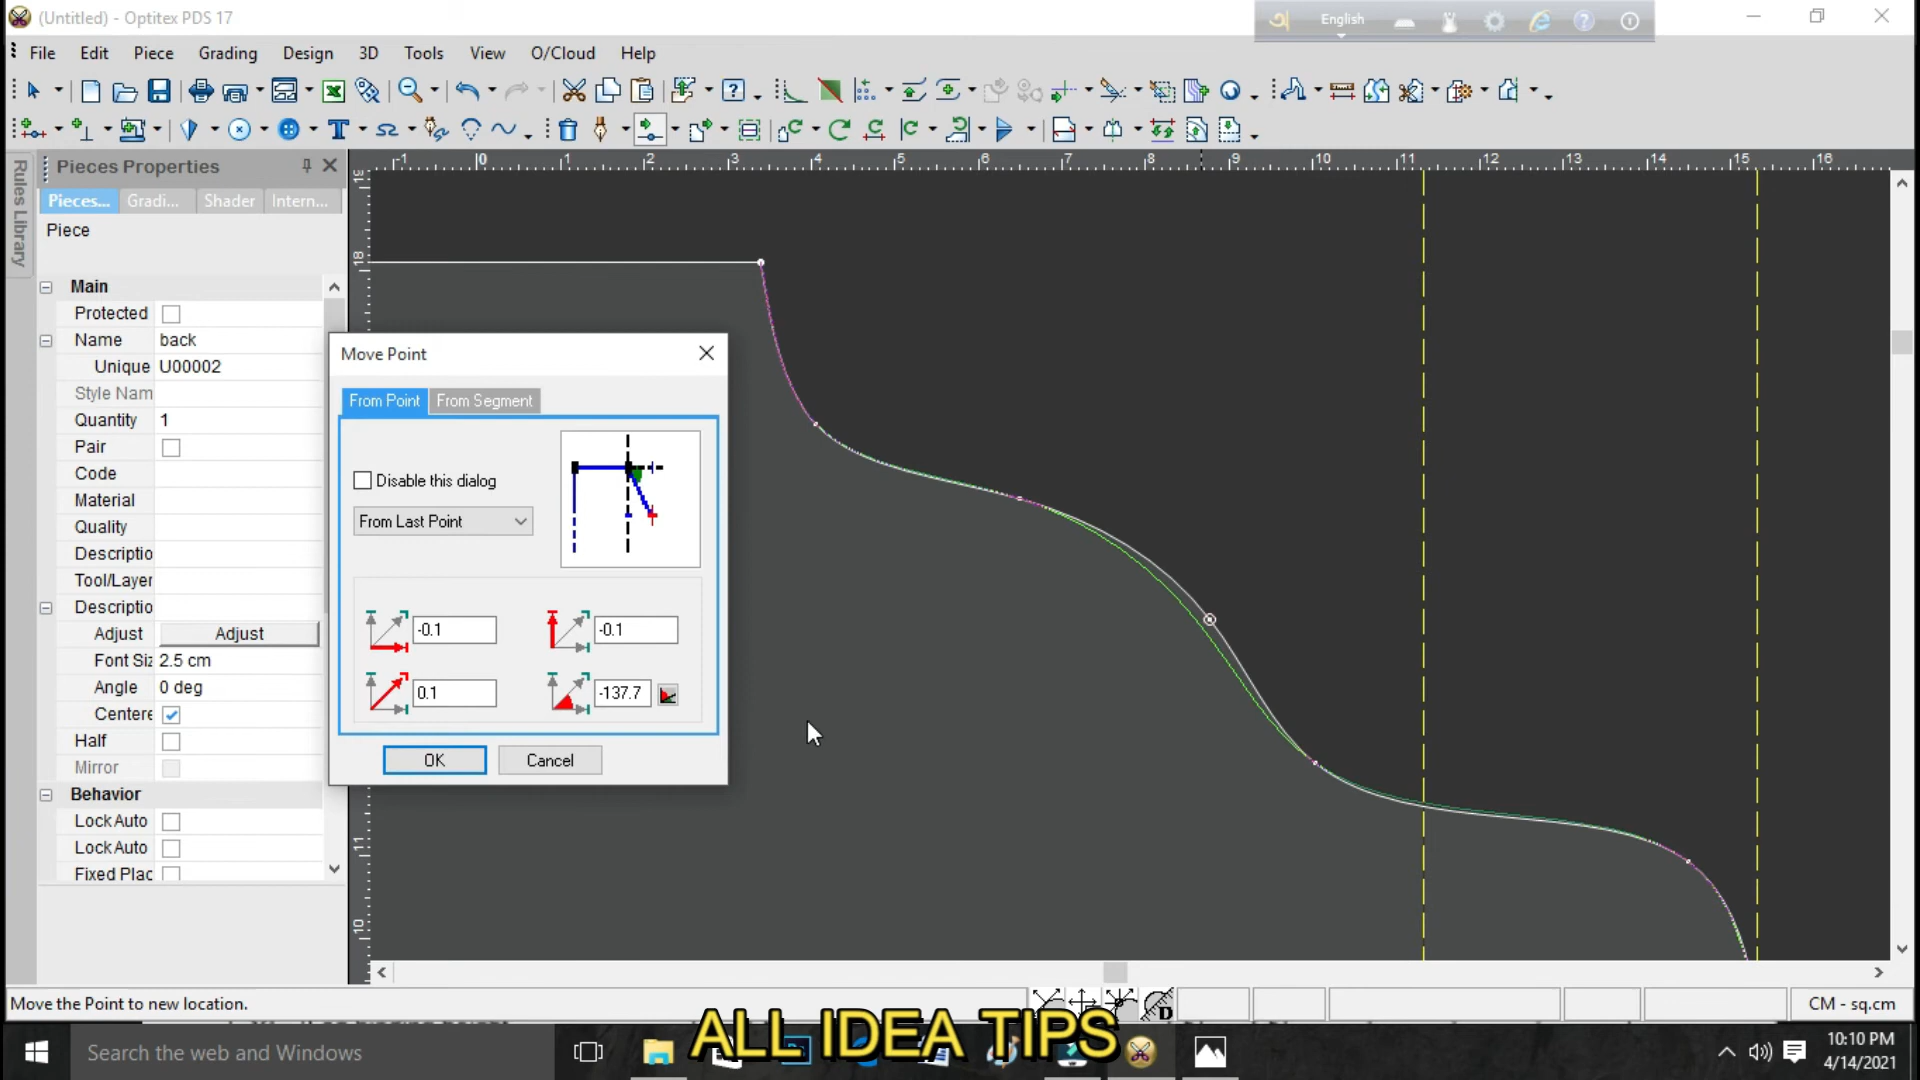 (Untitled) - Optitex PDS 17
English
File Edit Piece Grading Design 3D Tools View O/Cloud Help
Rules Library
Pieces Properties
Pieces... Gradi... Shader Intern...
Piece
Main
Protected
Name back
Unique U00002
Style Nam
Quantity 1
Pair
Code
Material
Quality
Descriptio
Tool/Layer
Descriptio
Adjust Adjust
Font Siz 2.5 cm
Angle 0 deg
Centere
Half
Mirror
Behavior
Lock Auto
Lock Auto
Fixed Plac
-1 0 1 2 3 4 5 6 7 8 9 10 11 12 13 14 15 16
19
18
11
10
Move Point
From Point From Segment
Disable this dialog
From Last Point
-0.1 -0.1
0.1 -137.7
OK Cancel
Move the Point to new location.
D
CM - sq.cm
ALL IDEA TIPS
Search the web and Windows
10:10 PM
4/14/2021